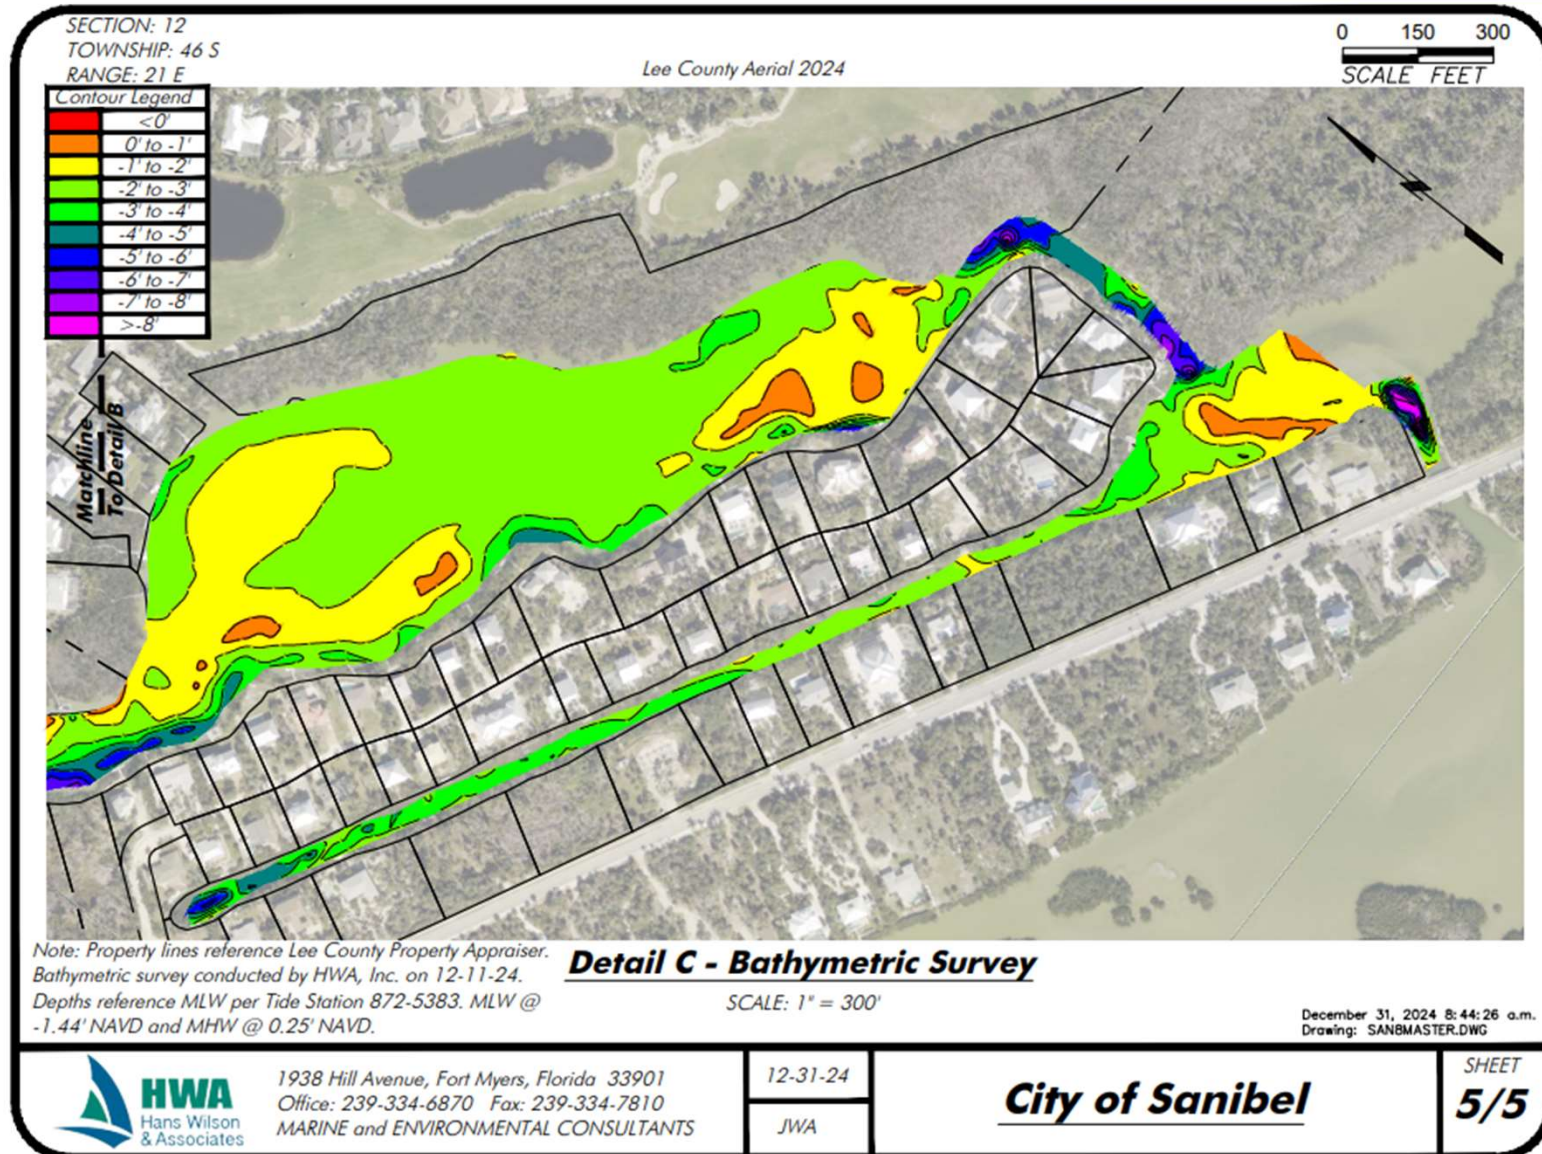 SECTION: 12
TOWNSHIP: 46 S
RANGE: 21 E
Lee County Aerial 2024
0 150 300
SCALE FEET
Contour Legend
<0'
0' to -1'
-1' to -2'
-2' to -3'
-3' to -4'
-4' to -5'
-5' to -6'
-6' to -7'
-7' to -8'
>-8'
Matchline
To Detail B
Note: Property lines reference Lee County Property Appraiser.
Bathymetric survey conducted by HWA, Inc. on 12-11-24.
Depths reference MLW per Tide Station 872-5383. MLW @
-1.44' NAVD and MHW @ 0.25' NAVD.
Detail C - Bathymetric Survey
SCALE: 1" = 300'
December 31, 2024 8:44:26 a.m.
Drawing: SAN8MASTER.DWG
HWA
Hans Wilson
& Associates
1938 Hill Avenue, Fort Myers, Florida 33901
Office: 239-334-6870 Fax: 239-334-7810
MARINE and ENVIRONMENTAL CONSULTANTS
12-31-24
JWA
City of Sanibel
SHEET
5/5